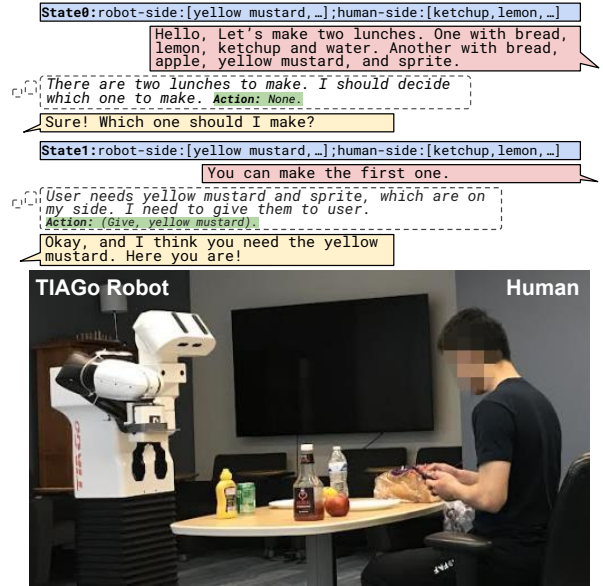 State0:robot-side:[yellow mustard,…];human-side:[ketchup,lemon,…]
Hello, Let's make two lunches. One with bread,
lemon, ketchup and water. Another with bread,
apple, yellow mustard, and sprite.
There are two lunches to make. I should decide
which one to make. Action: None.
Sure! Which one should I make?
State1:robot-side:[yellow mustard,…];human-side:[ketchup,lemon,…]
You can make the first one.
User needs yellow mustard and sprite, which are on
my side. I need to give them to user.
Action: (Give, yellow mustard).
Okay, and I think you need the yellow
mustard. Here you are!
TIAGo Robot
Human